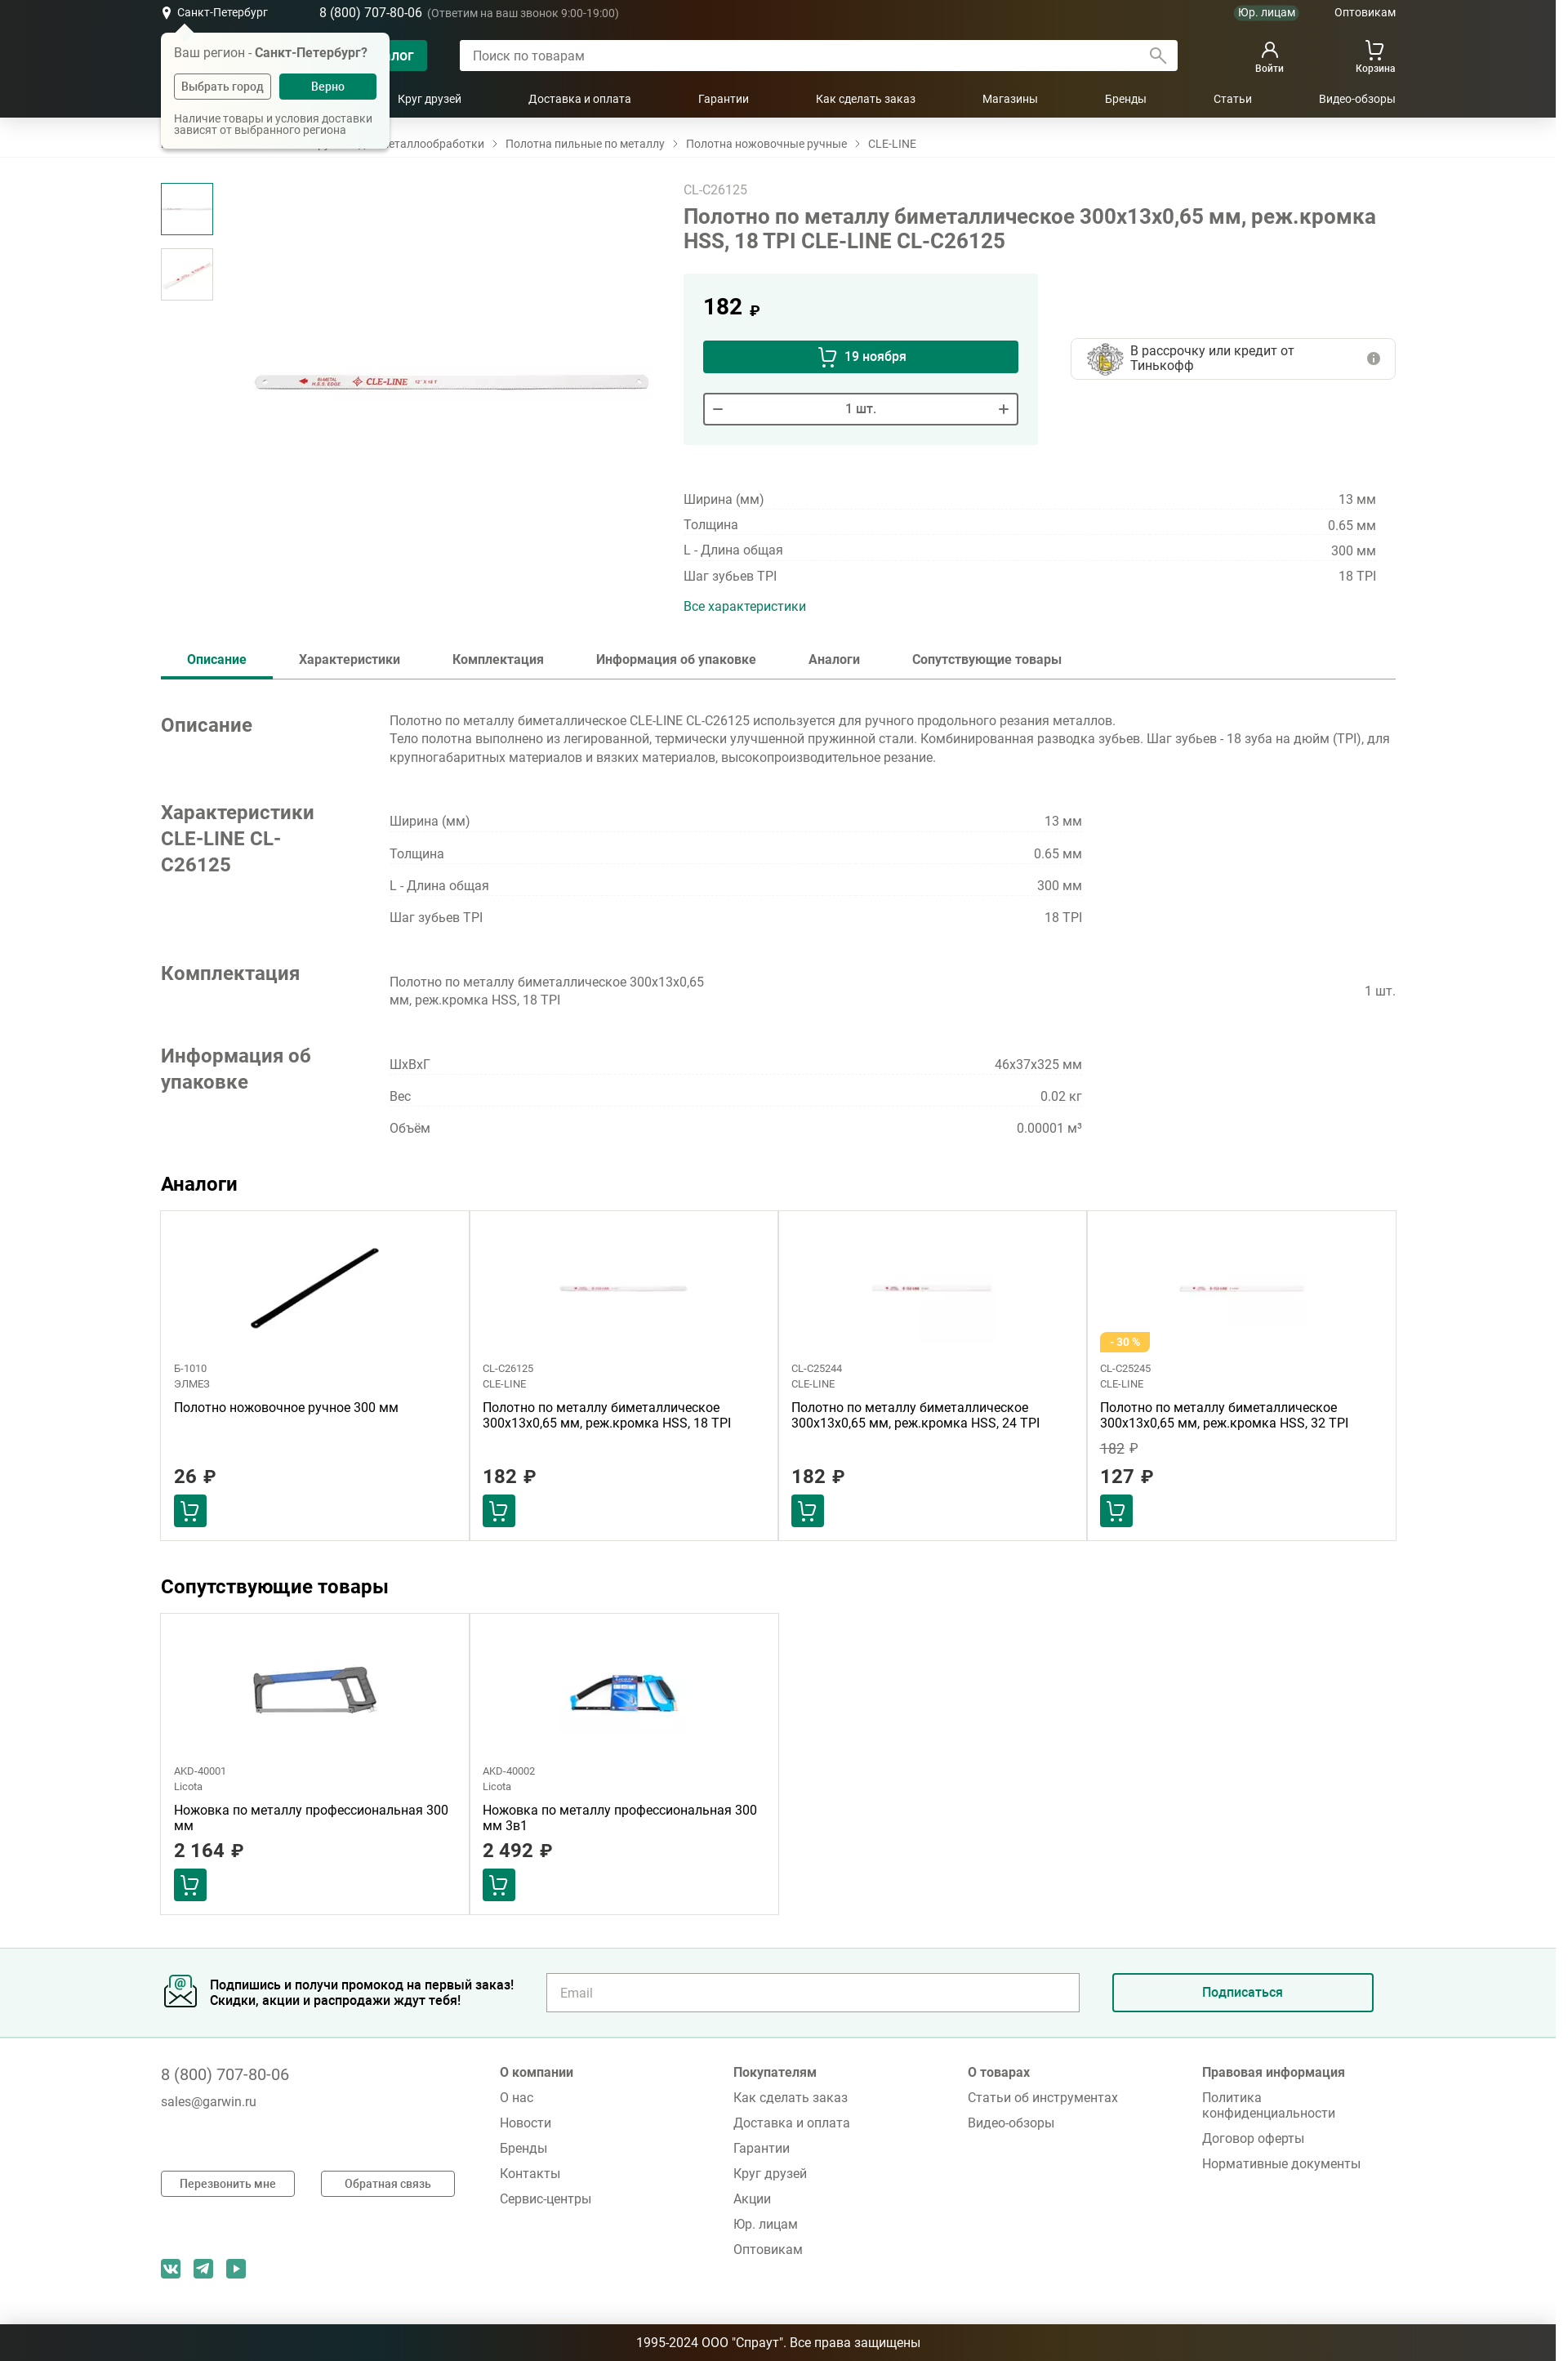 Санкт-Петербург
8 (800) 707-80-06 (Ответим на ваш звонок 9:00-19:00)
Юр. лицам
Оптовикам
Ваш регион - Санкт-Петербург?
Выбрать город
Верно
Наличие товары и условия доставки
зависят от выбранного региона
Поиск по товарам
Войти
Корзина
Круг друзей
Доставка и оплата
Гарантии
Как сделать заказ
Магазины
Бренды
Статьи
Видео-обзоры
Полотна пильные по металлу
Полотна ножовочные ручные
CLE-LINE
CL-C26125
Полотно по металлу биметаллическое 300х13х0,65 мм, реж.кромка
HSS, 18 TPI CLE-LINE CL-C26125
BI-METAL
H.S.S. EDGE
CLE-LINE
12" X 18 T
182 ₽
19 ноября
1 шт.
В рассрочку или кредит от
Тинькофф
Ширина (мм) 13 мм
Толщина 0.65 мм
L - Длина общая 300 мм
Шаг зубьев TPI 18 TPI
Все характеристики
Описание
Характеристики
Комплектация
Информация об упаковке
Аналоги
Сопутствующие товары
Описание
Полотно по металлу биметаллическое CLE-LINE CL-C26125 используется для ручного продольного резания металлов.
Тело полотна выполнено из легированной, термически улучшенной пружинной стали. Комбинированная разводка зубьев. Шаг зубьев - 18 зуба на дюйм (TPI), для
крупногабаритных материалов и вязких материалов, высокопроизводительное резание.
Характеристики
CLE-LINE CL-
C26125
Ширина (мм) 13 мм
Толщина 0.65 мм
L - Длина общая 300 мм
Шаг зубьев TPI 18 TPI
Комплектация
Полотно по металлу биметаллическое 300х13х0,65
мм, реж.кромка HSS, 18 TPI
1 шт.
Информация об
упаковке
ШхВхГ 46x37x325 мм
Вес 0.02 кг
Объём 0.00001 м³
Аналоги
Б-1010
ЭЛМЕЗ
Полотно ножовочное ручное 300 мм
26 ₽
CL-C26125
CLE-LINE
Полотно по металлу биметаллическое
300х13х0,65 мм, реж.кромка HSS, 18 TPI
182 ₽
CL-C25244
CLE-LINE
Полотно по металлу биметаллическое
300х13х0,65 мм, реж.кромка HSS, 24 TPI
182 ₽
- 30 %
CL-C25245
CLE-LINE
Полотно по металлу биметаллическое
300х13х0,65 мм, реж.кромка HSS, 32 TPI
182 ₽
127 ₽
Сопутствующие товары
AKD-40001
Licota
Ножовка по металлу профессиональная 300
мм
2 164 ₽
AKD-40002
Licota
Ножовка по металлу профессиональная 300
мм 3в1
2 492 ₽
Подпишись и получи промокод на первый заказ!
Скидки, акции и распродажи ждут тебя!
Email
Подписаться
8 (800) 707-80-06
sales@garwin.ru
Перезвонить мне
Обратная связь
О компании
О нас
Новости
Бренды
Контакты
Сервис-центры
Покупателям
Как сделать заказ
Доставка и оплата
Гарантии
Круг друзей
Акции
Юр. лицам
Оптовикам
О товарах
Статьи об инструментах
Видео-обзоры
Правовая информация
Политика
конфиденциальности
Договор оферты
Нормативные документы
1995-2024 ООО "Спраут". Все права защищены